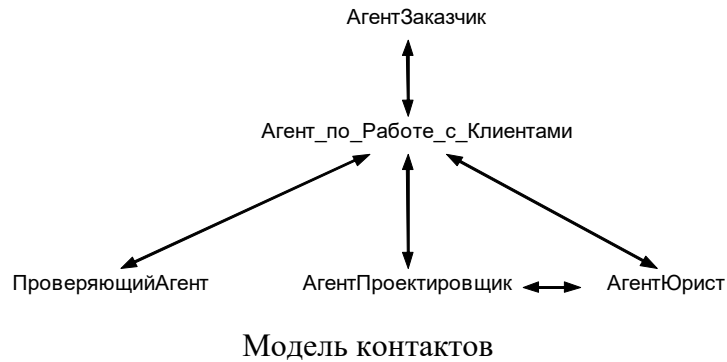 АгентЗаказчик
Агент_по_Работе_с_Клиентами
ПроверяющийАгент АгентПроектировщик АгентЮрист
Модель контактов